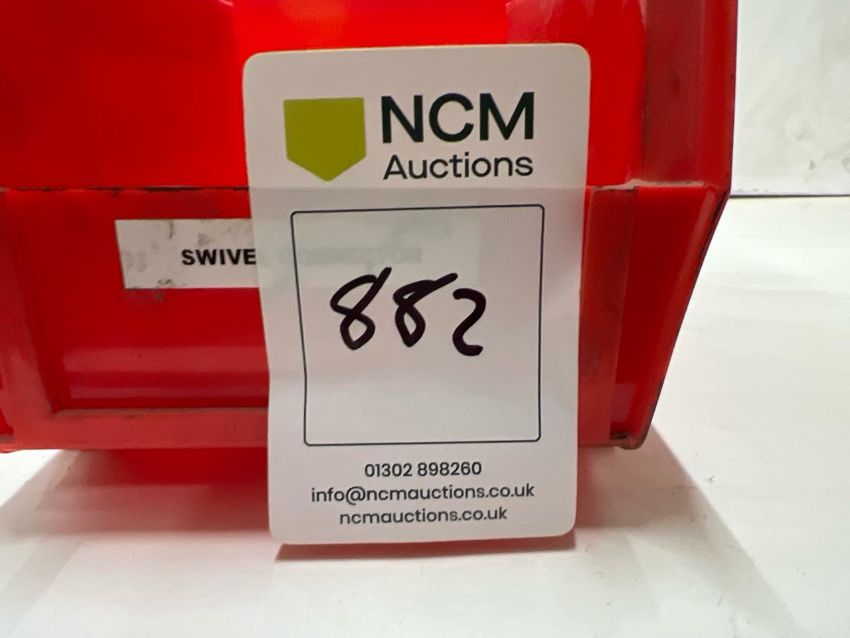 NCM
Auctions
SWIVE
882
01302 898260
info@ncmauctions.co.uk
ncmauctions.co.uk